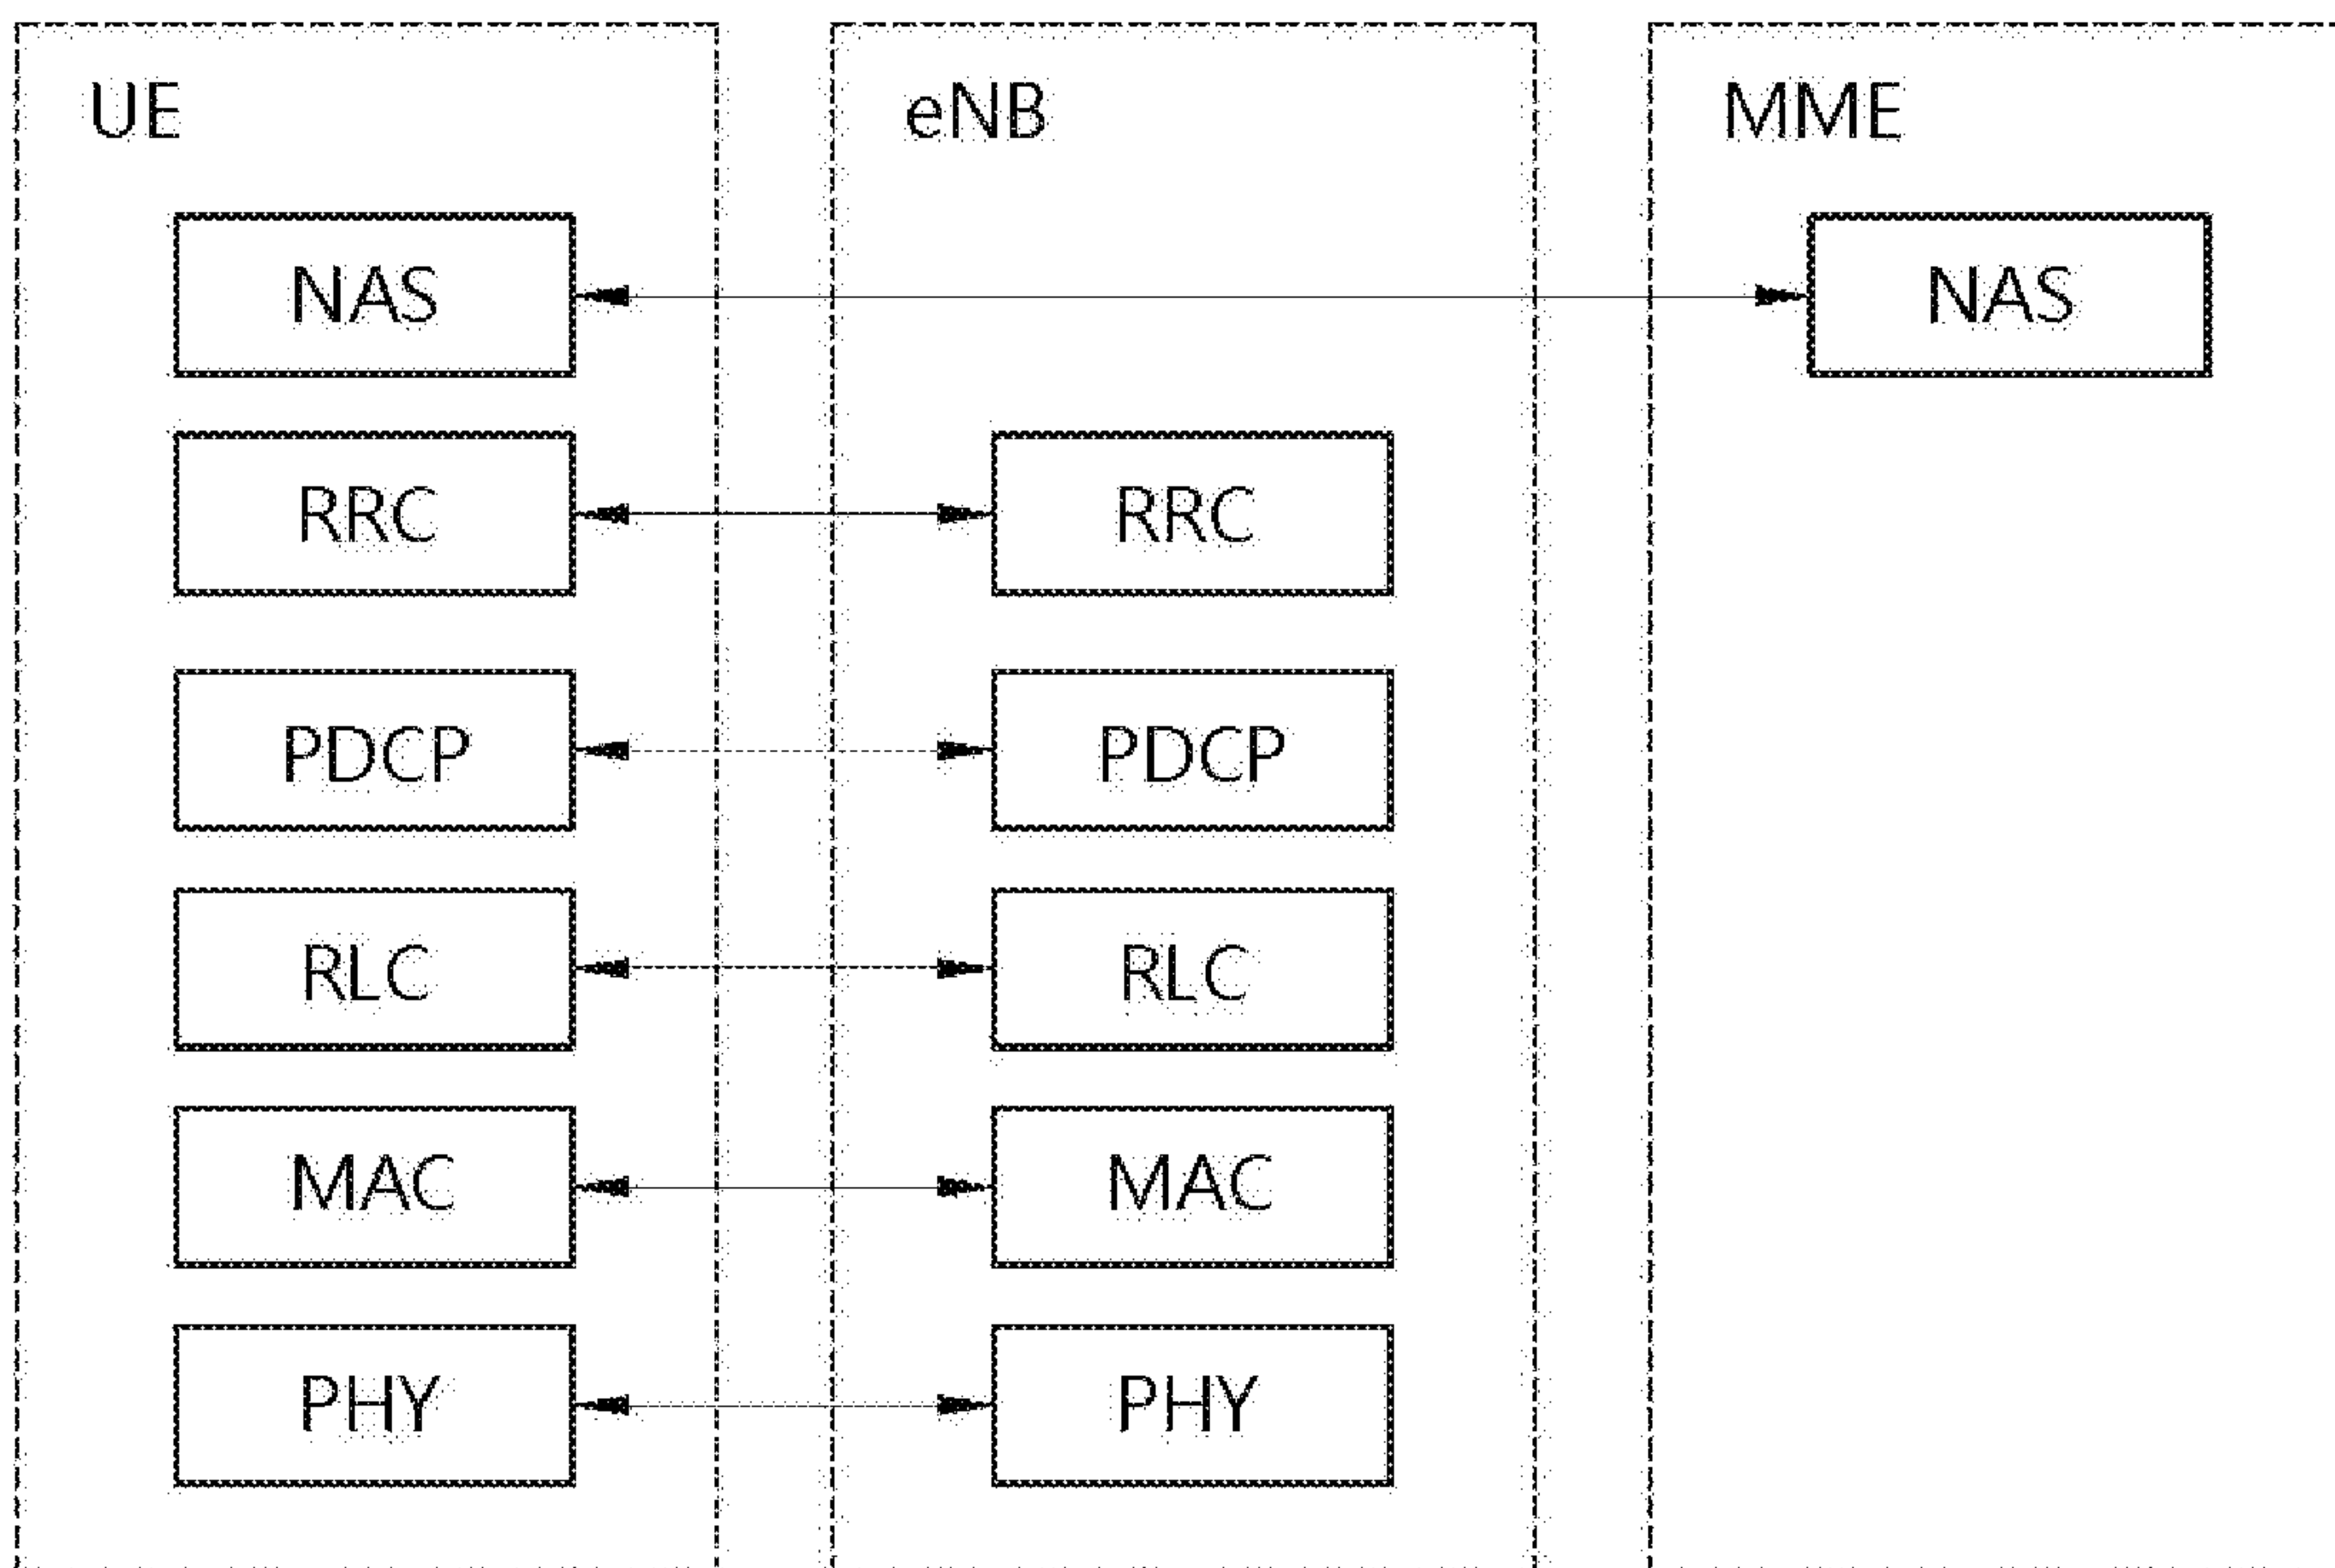 UE
eNB
MME
NAS
NAS
RRC
RRC
PDCP
PDCP
RLC
RLC
MAC
MAC
PHY
PHY